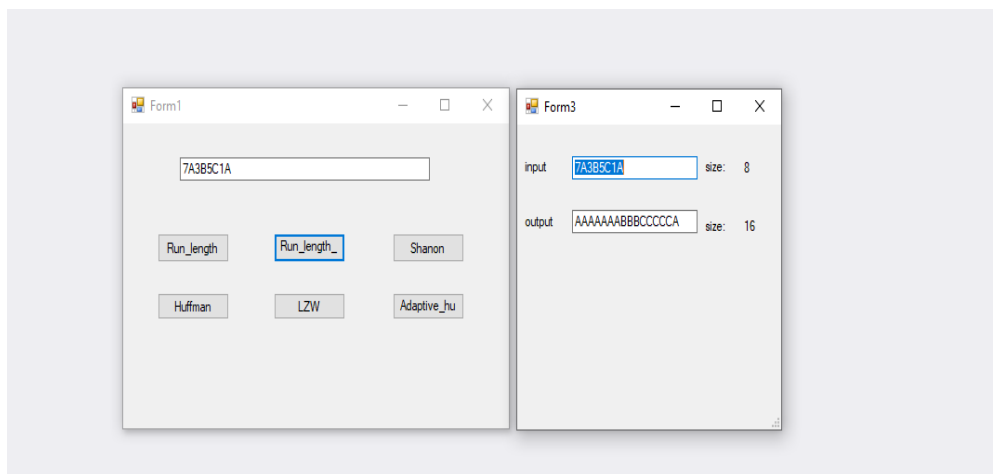 Form1
7A3B5C1A
Run_length
Run_length_
Shanon
Huffman
LZW
Adaptive_hu
Form3
input 7A3B5C1A size: 8
output AAAAAAABBBCCCCCA size: 16